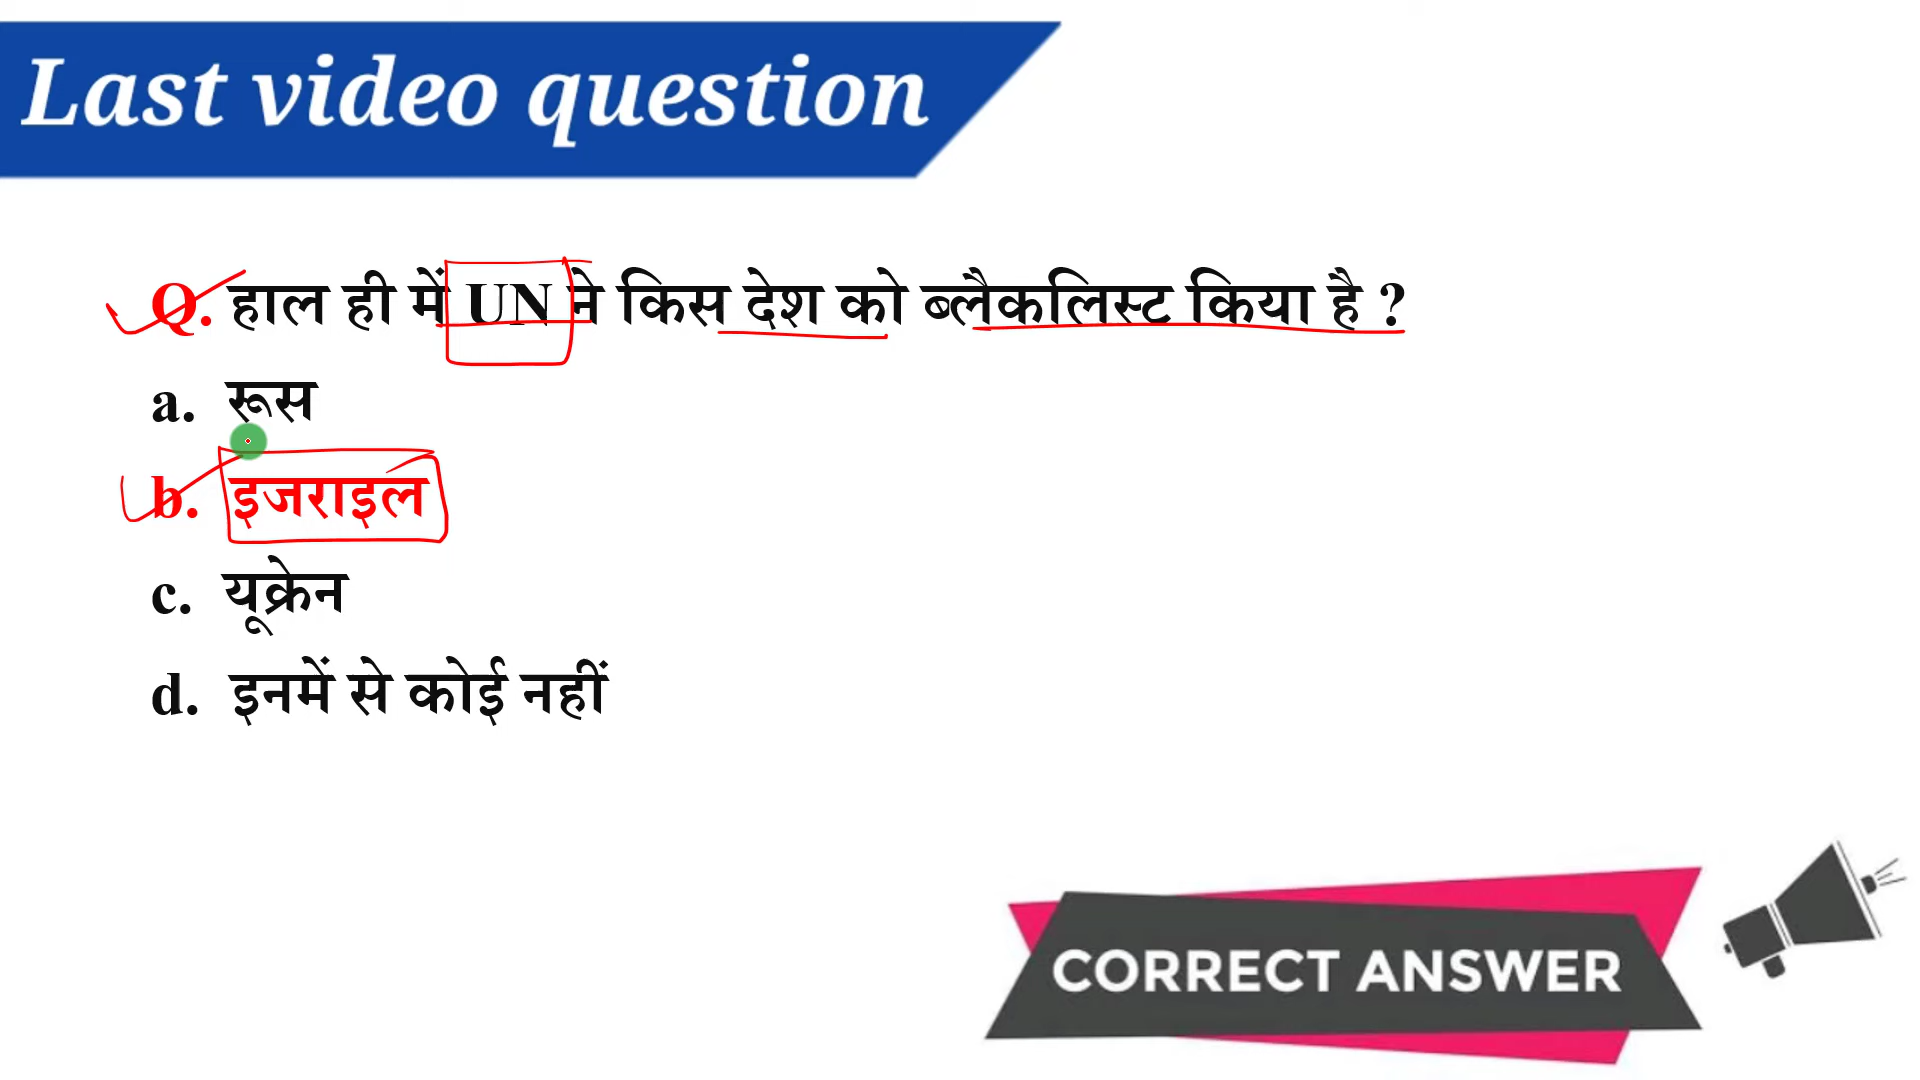 Last video question
Q. हाल ही में UN ने किस देश को ब्लैकलिस्ट किया है ?
a. रूस
b. इजराइल
c. यूक्रेन
d. इनमें से कोई नहीं
CORRECT ANSWER